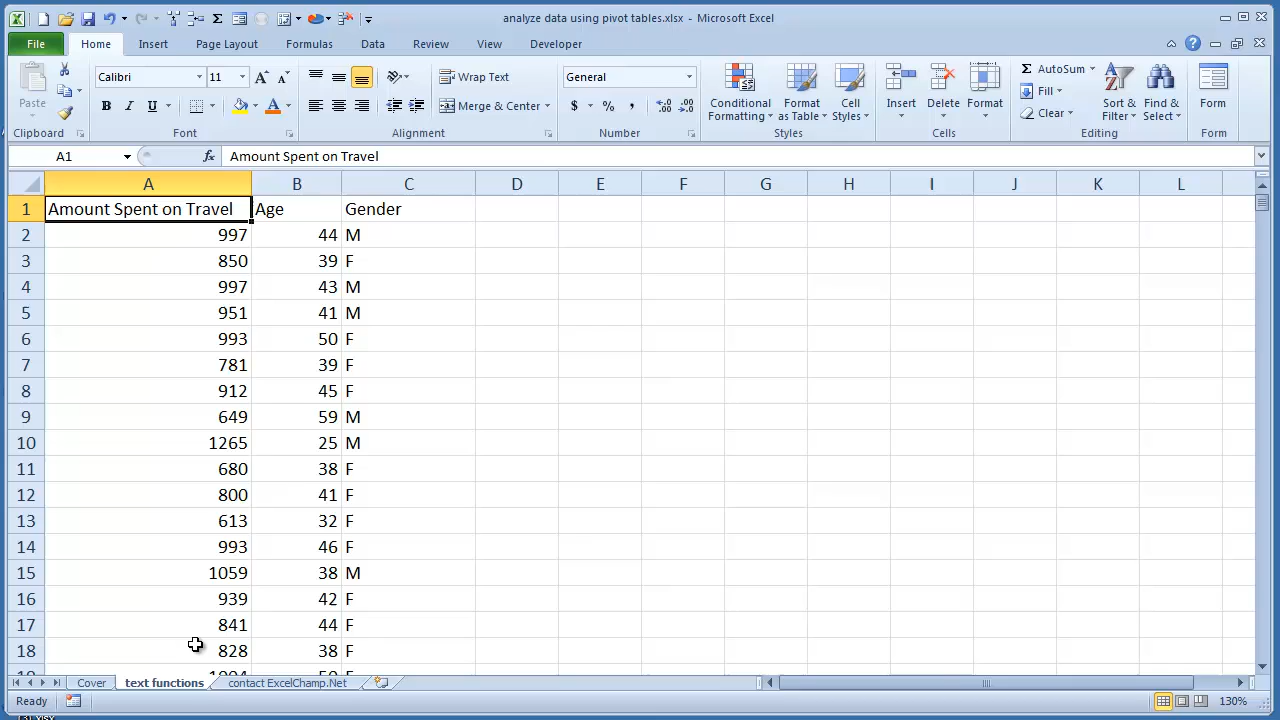 analyze data using pivot tables.xlsx - Microsoft Excel
File Home Insert Page Layout Formulas Data Review View Developer
Paste
Calibri 11
Wrap Text
General
B I U
Merge & Center
$ % ,
Conditional Formatting
Format as Table
Cell Styles
Insert
Delete
Format
AutoSum
Fill
Clear
Sort & Filter
Find & Select
Form
Clipboard Font Alignment Number Styles Cells Editing Form
A1 fx Amount Spent on Travel
A B C D E F G H I J K L
1 Amount Spent on Travel Age Gender
2 997 44 M
3 850 39 F
4 997 43 M
5 951 41 M
6 993 50 F
7 781 39 F
8 912 45 F
9 649 59 M
10 1265 25 M
11 680 38 F
12 800 41 F
13 613 32 F
14 993 46 F
15 1059 38 M
16 939 42 F
17 841 44 F
18 828 38 F
Cover text functions contact ExcelChamp.Net
Ready 130%